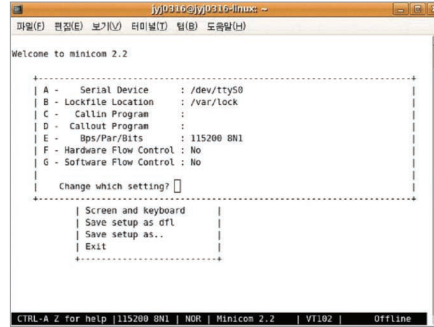 jyj0316@jyj0316-linux: ~
파일(F) 편집(E) 보기(V) 터미널(T) 탭(B) 도움말(H)
Welcome to minicom 2.2
A - Serial Device : /dev/ttyS0
B - Lockfile Location : /var/lock
C - Callin Program :
D - Callout Program :
E - Bps/Par/Bits : 115200 8N1
F - Hardware Flow Control : No
G - Software Flow Control : No
Change which setting?
Screen and keyboard
Save setup as dfl
Save setup as..
Exit
CTRL-A Z for help |115200 8N1 | NOR | Minicom 2.2 | VT102 | Offline